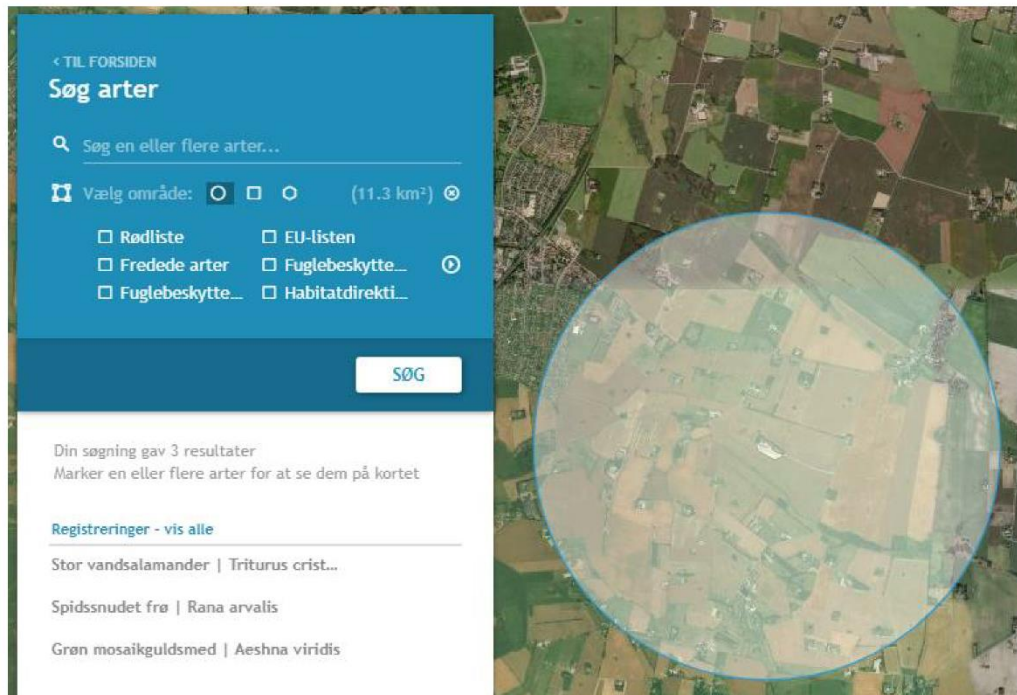 ‹ TIL FORSIDEN
Søg arter
Søg en eller flere arter...
Vælg område: (11.3 km²)
Rødliste EU-listen
Fredede arter Fuglebeskytte...
Fuglebeskytte... Habitatdirekti...
SØG
Din søgning gav 3 resultater
Marker en eller flere arter for at se dem på kortet
Registreringer - vis alle
Stor vandsalamander | Triturus crist...
Spidssnudet frø | Rana arvalis
Grøn mosaikguldsmed | Aeshna viridis